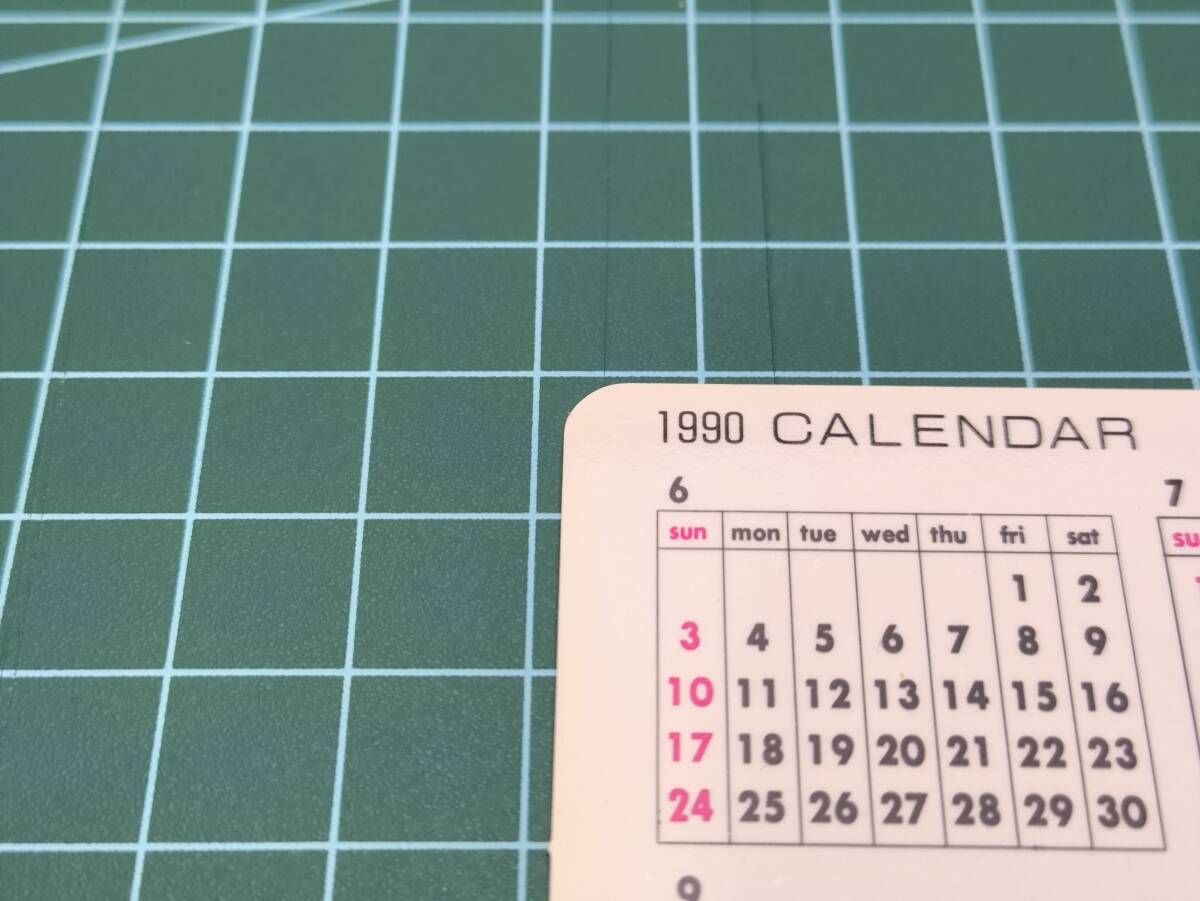 1990 CALENDAR
6
sun mon tue wed thu fri sat
1 2
3 4 5 6 7 8 9
10 11 12 13 14 15 16
17 18 19 20 21 22 23
24 25 26 27 28 29 30
7
su
9